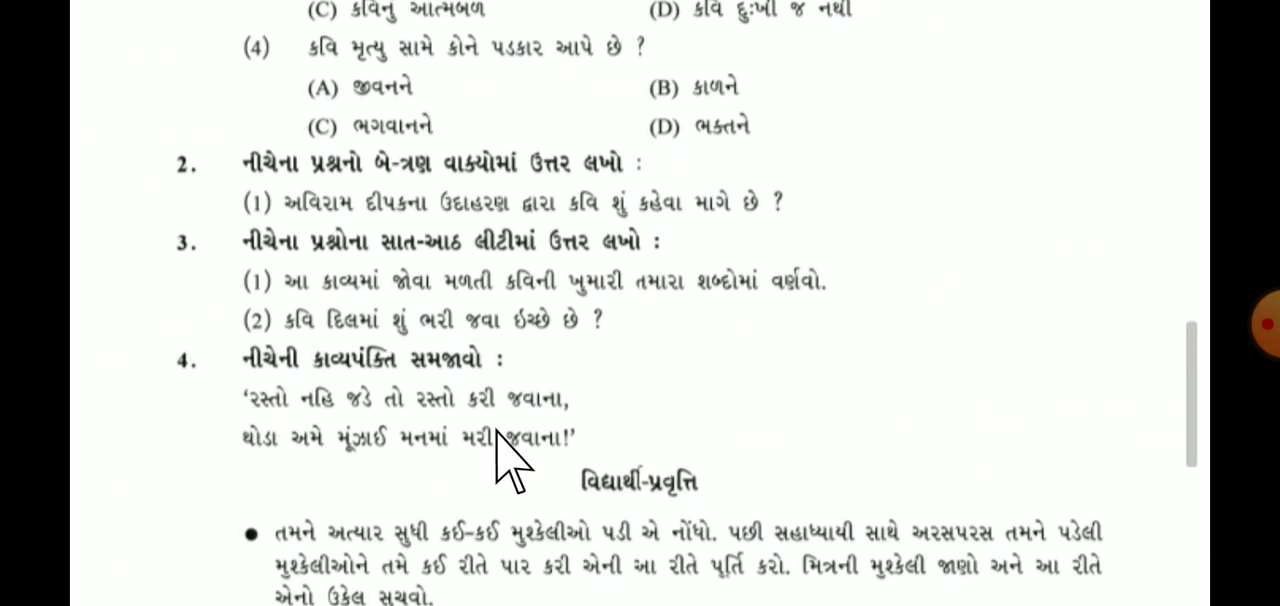 (C) કવિનું આત્મબળ (D) કવિ દુઃખી જ નથી
(4) કવિ મૃત્યુ સામે કોને પડકાર આપે છે ?
(A) જીવનને (B) કાળને
(C) ભગવાનને (D) ભક્તને
2. નીચેના પ્રશ્નનો બે-ત્રણ વાક્યોમાં ઉત્તર લખો :
(1) અવિરામ દીપકના ઉદાહરણ દ્વારા કવિ શું કહેવા માગે છે ?
3. નીચેના પ્રશ્નોના સાત-આઠ લીટીમાં ઉત્તર લખો :
(1) આ કાવ્યમાં જોવા મળતી કવિની ખુમારી તમારા શબ્દોમાં વર્ણવો.
(2) કવિ દિલમાં શું ભરી જવા ઇચ્છે છે ?
4. નીચેની કાવ્યપંક્તિ સમજાવો :
‘રસ્તો નહિ જડે તો રસ્તો કરી જવાના,
થોડા અમે મૂંઝાઈ મનમાં મરી જવાના!’
વિદ્યાર્થી-પ્રવૃત્તિ
● તમને અત્યાર સુધી કઈ-કઈ મુશ્કેલીઓ પડી એ નોંધો. પછી સહાધ્યાયી સાથે અરસપરસ તમને પડેલી
મુશ્કેલીઓને તમે કઈ રીતે પાર કરી એની આ રીતે પૂર્તિ કરો. મિત્રની મુશ્કેલી જાણો અને આ રીતે
એનો ઉકેલ સૂચવો.